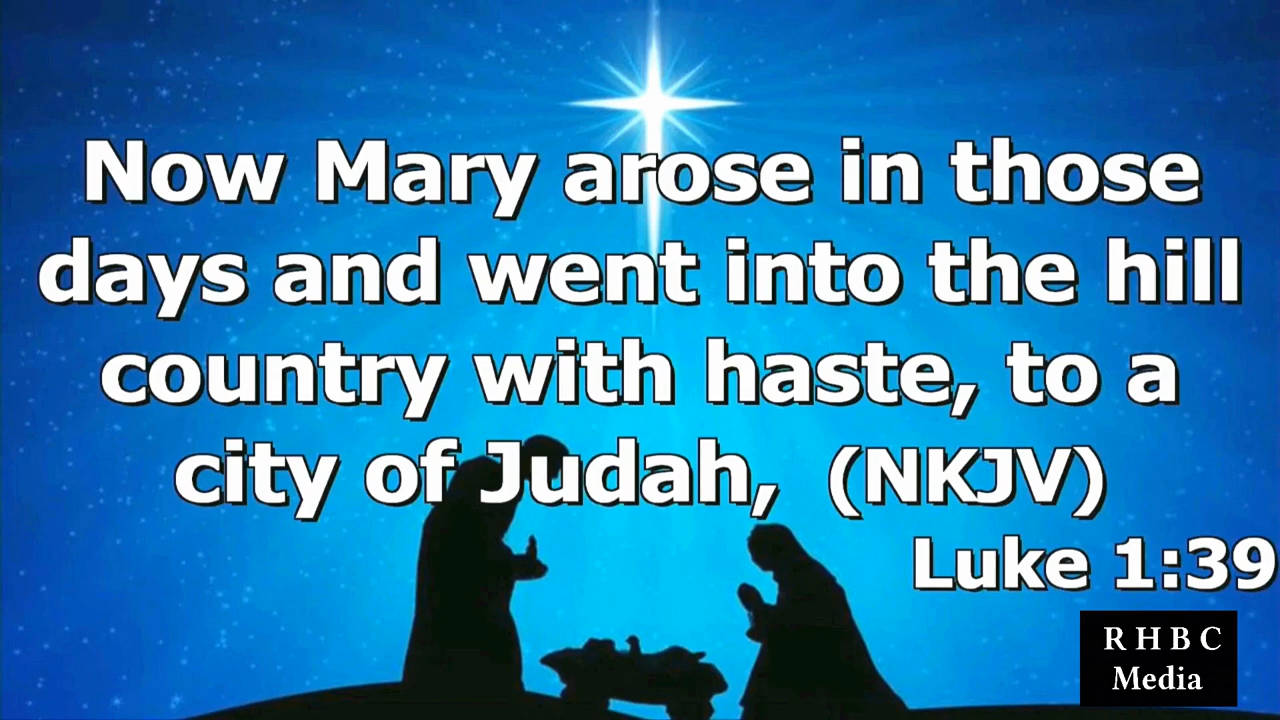 Now Mary arose in those
days and went into the hill
country with haste, to a
city of Judah, (NKJV)
Luke 1:39
R H B C
Media